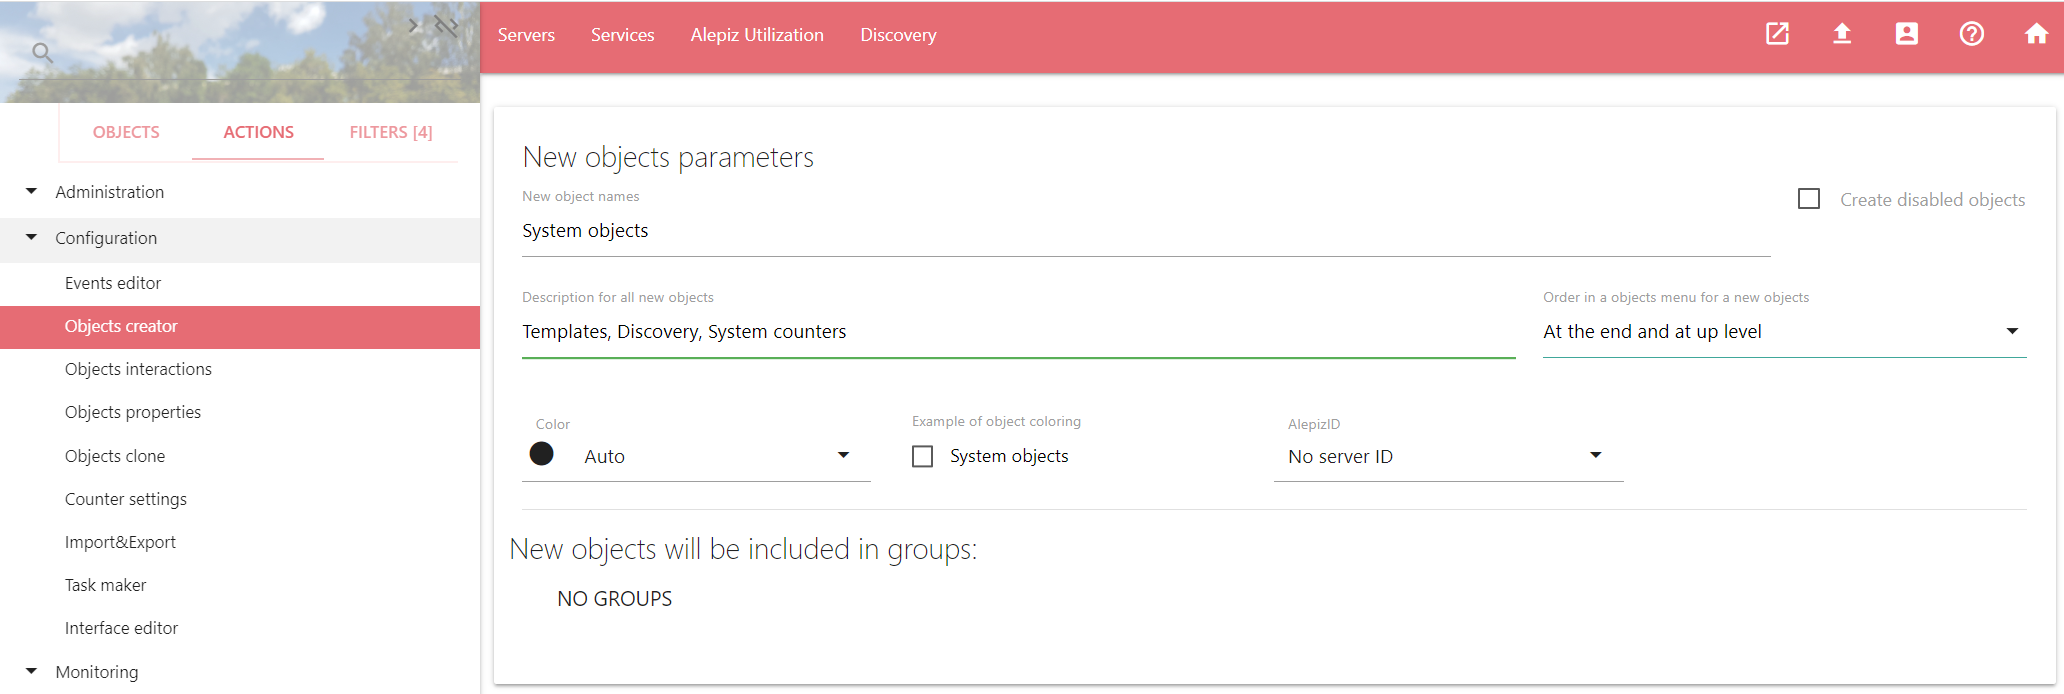 Servers Services Alepiz Utilization Discovery
OBJECTS ACTIONS FILTERS [4]
Administration
Configuration
Events editor
Objects creator
Objects interactions
Objects properties
Objects clone
Counter settings
Import&Export
Task maker
Interface editor
Monitoring
New objects parameters
New object names
System objects
Create disabled objects
Description for all new objects
Templates, Discovery, System counters
Order in a objects menu for a new objects
At the end and at up level
Color
Auto
Example of object coloring
System objects
AlepizID
No server ID
New objects will be included in groups:
NO GROUPS